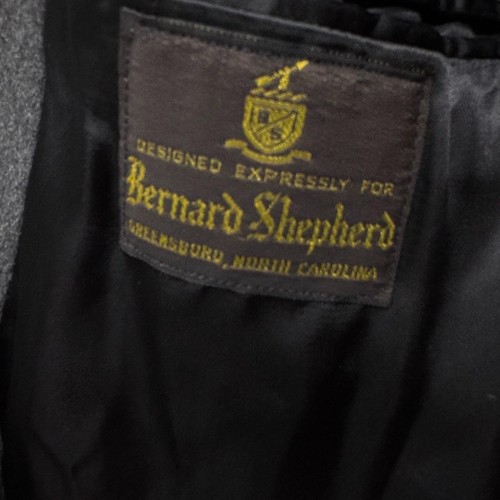 B S
DESIGNED EXPRESSLY FOR
Bernard Shepherd
GREENSBORO, NORTH CAROLINA